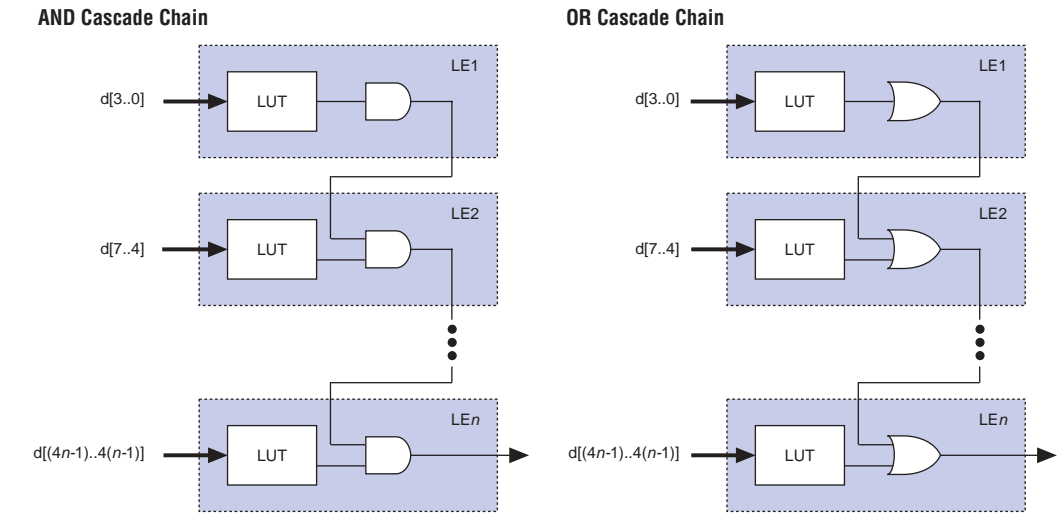 AND Cascade Chain
LE1
d[3..0]
LUT
LE2
d[7..4]
LUT
LEn
d[(4n-1)..4(n-1)]
LUT
OR Cascade Chain
LE1
d[3..0]
LUT
LE2
d[7..4]
LUT
LEn
d[(4n-1)..4(n-1)]
LUT